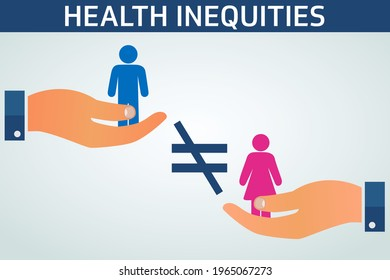 HEALTH INEQUITIES
≠
shutterstock.com · 1965067273